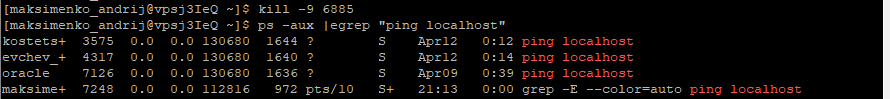 [maksimenko_andrij@vpsj3IeQ ~]$ kill -9 6885
[maksimenko_andrij@vpsj3IeQ ~]$ ps -aux |egrep "ping localhost"
kostets+  3575  0.0  0.0 130680  1644 ?        S    Apr12   0:12 ping localhost
evchev_+  4317  0.0  0.0 130680  1640 ?        S    Apr12   0:14 ping localhost
oracle    7126  0.0  0.0 130680  1636 ?        S    Apr09   0:39 ping localhost
maksime+  7248  0.0  0.0 112816   972 pts/10   S+   21:13   0:00 grep -E --color=auto ping localhost